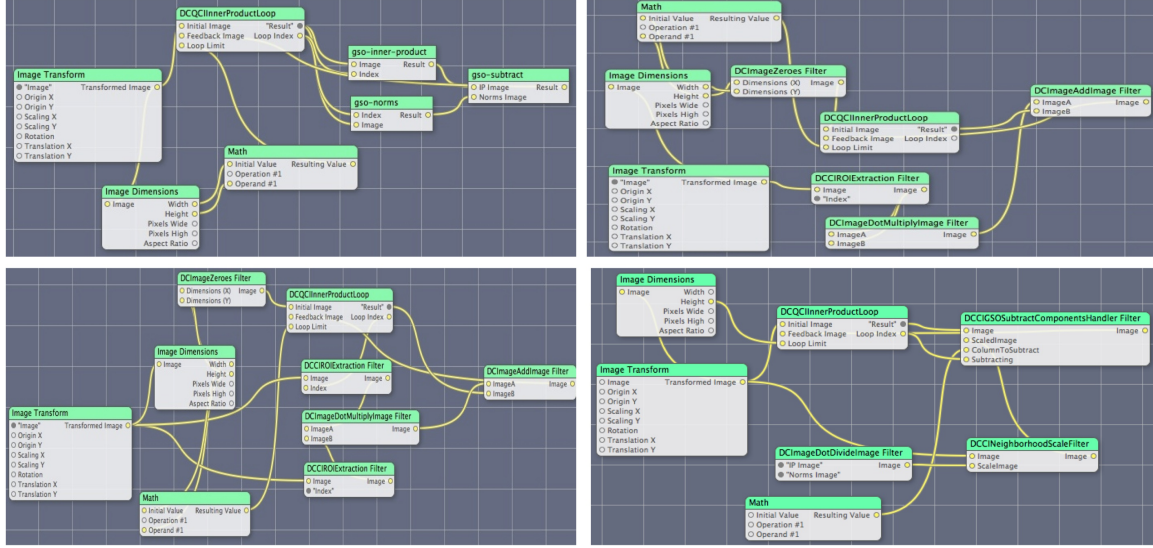 DCQCIInnerProductLoop
Initial Image "Result"
Feedback Image Loop Index
Loop Limit
gso-inner-product
Image Result
Index
gso-subtract
IP Image Result
Norms Image
gso-norms
Index Result
Image
Image Transform
"Image" Transformed Image
Origin X
Origin Y
Scaling X
Scaling Y
Rotation
Translation X
Translation Y
Math
Initial Value Resulting Value
Operation #1
Operand #1
Image Dimensions
Image Width
Height
Pixels Wide
Pixels High
Aspect Ratio
Math
Initial Value Resulting Value
Operation #1
Operand #1
Image Dimensions
Image Width
Height
Pixels Wide
Pixels High
Aspect Ratio
DCImageZeroes Filter
Dimensions (X) Image
Dimensions (Y)
DCImageAddImage Filter
ImageA Image
ImageB
DCQCIInnerProductLoop
Initial Image "Result"
Feedback Image Loop Index
Loop Limit
Image Transform
"Image" Transformed Image
Origin X
Origin Y
Scaling X
Scaling Y
Rotation
Translation X
Translation Y
DCCIROIExtraction Filter
Image Image
"Index"
DCImageDotMultiplyImage Filter
ImageA Image
ImageB
DCImageZeroes Filter
Dimensions (X) Image
Dimensions (Y)
DCQCIInnerProductLoop
Initial Image "Result"
Feedback Image Loop Index
Loop Limit
Image Dimensions
Image Width
Height
Pixels Wide
Pixels High
Aspect Ratio
DCCIROIExtraction Filter
Image Image
Index
DCImageAddImage Filter
ImageA Image
ImageB
Image Transform
"Image" Transformed Image
Origin X
Origin Y
Scaling X
Scaling Y
Rotation
Translation X
Translation Y
DCImageDotMultiplyImage Filter
ImageA Image
ImageB
DCCIROIExtraction Filter
Image Image
"Index"
Math
Initial Value Resulting Value
Operation #1
Operand #1
Image Dimensions
Image Width
Height
Pixels Wide
Pixels High
Aspect Ratio
DCQCIInnerProductLoop
Initial Image "Result"
Feedback Image Loop Index
Loop Limit
DCCIGSOSubtractComponentsHandler Filter
Image Image
ScaledImage
ColumnToSubtract
Subtracting
Image Transform
Image Transformed Image
Origin X
Origin Y
Scaling X
Scaling Y
Rotation
Translation X
Translation Y
DCImageDotDivideImage Filter
"IP Image" Image
"Norms Image"
DCCINeighborhoodScaleFilter
Image Image
ScaleImage
Math
Initial Value Resulting Value
Operation #1
Operand #1